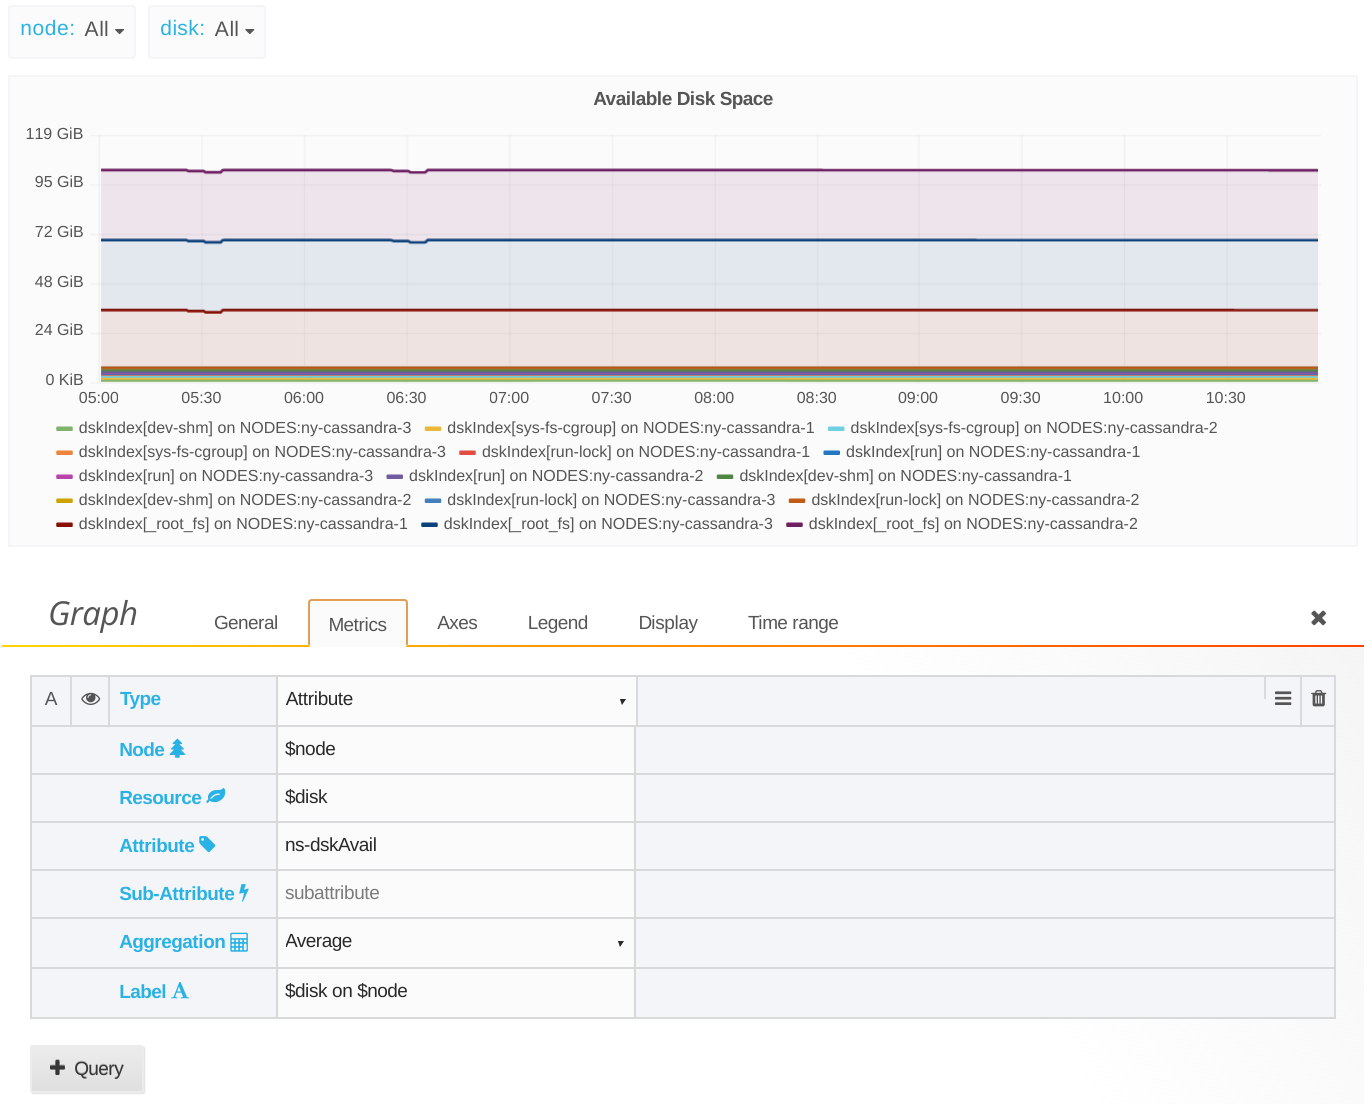 node: All disk: All
Available Disk Space
119 GiB
95 GiB
72 GiB
48 GiB
24 GiB
0 KiB
05:00 05:30 06:00 06:30 07:00 07:30 08:00 08:30 09:00 09:30 10:00 10:30
dskIndex[dev-shm] on NODES:ny-cassandra-3 dskIndex[sys-fs-cgroup] on NODES:ny-cassandra-1 dskIndex[sys-fs-cgroup] on NODES:ny-cassandra-2
dskIndex[sys-fs-cgroup] on NODES:ny-cassandra-3 dskIndex[run-lock] on NODES:ny-cassandra-1 dskIndex[run] on NODES:ny-cassandra-1
dskIndex[run] on NODES:ny-cassandra-3 dskIndex[run] on NODES:ny-cassandra-2 dskIndex[dev-shm] on NODES:ny-cassandra-1
dskIndex[dev-shm] on NODES:ny-cassandra-2 dskIndex[run-lock] on NODES:ny-cassandra-3 dskIndex[run-lock] on NODES:ny-cassandra-2
dskIndex[_root_fs] on NODES:ny-cassandra-1 dskIndex[_root_fs] on NODES:ny-cassandra-3 dskIndex[_root_fs] on NODES:ny-cassandra-2
Graph General Metrics Axes Legend Display Time range
A Type Attribute
Node $node
Resource $disk
Attribute ns-dskAvail
Sub-Attribute subattribute
Aggregation Average
Label $disk on $node
Query